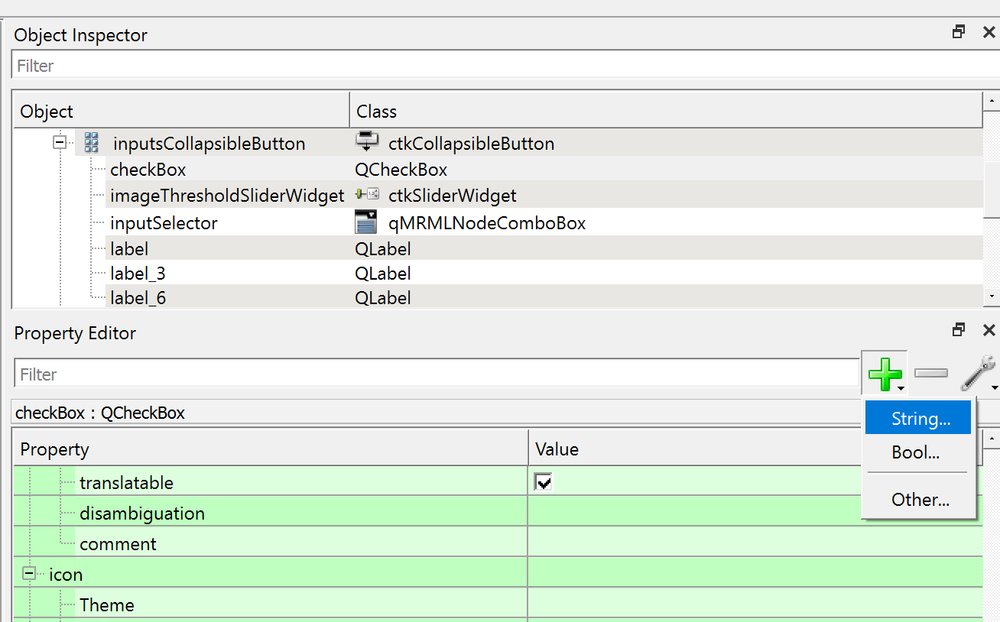 Object Inspector
Filter
Object Class
inputsCollapsibleButton ctkCollapsibleButton
checkBox QCheckBox
imageThresholdSliderWidget ctkSliderWidget
inputSelector qMRMLNodeComboBox
label QLabel
label_3 QLabel
label_6 QLabel
Property Editor
Filter
checkBox : QCheckBox
String...
Bool...
Other...
Property Value
translatable
disambiguation
comment
icon
Theme